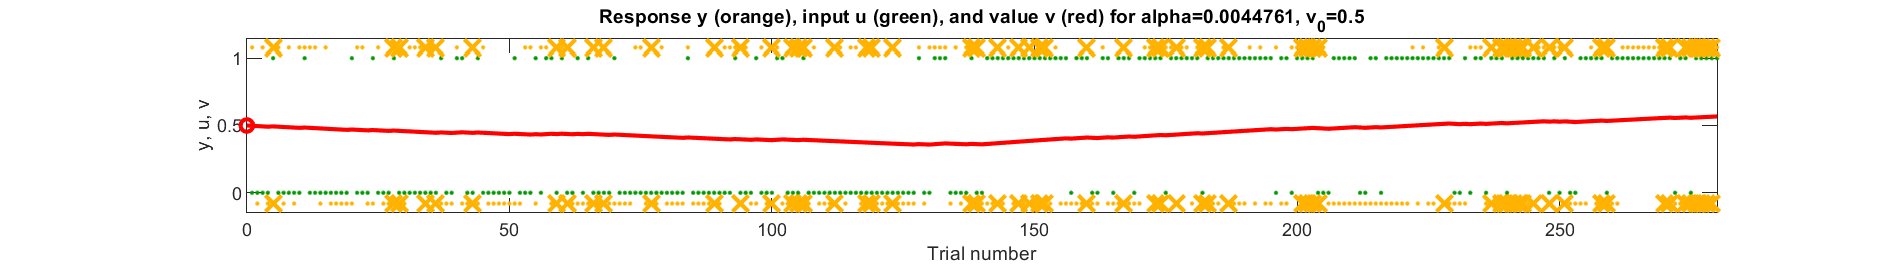 Response y (orange), input u (green), and value v (red) for alpha=0.0044761, v0=0.5
1
0.5
0
y, u, v
0 50 100 150 200 250
Trial number